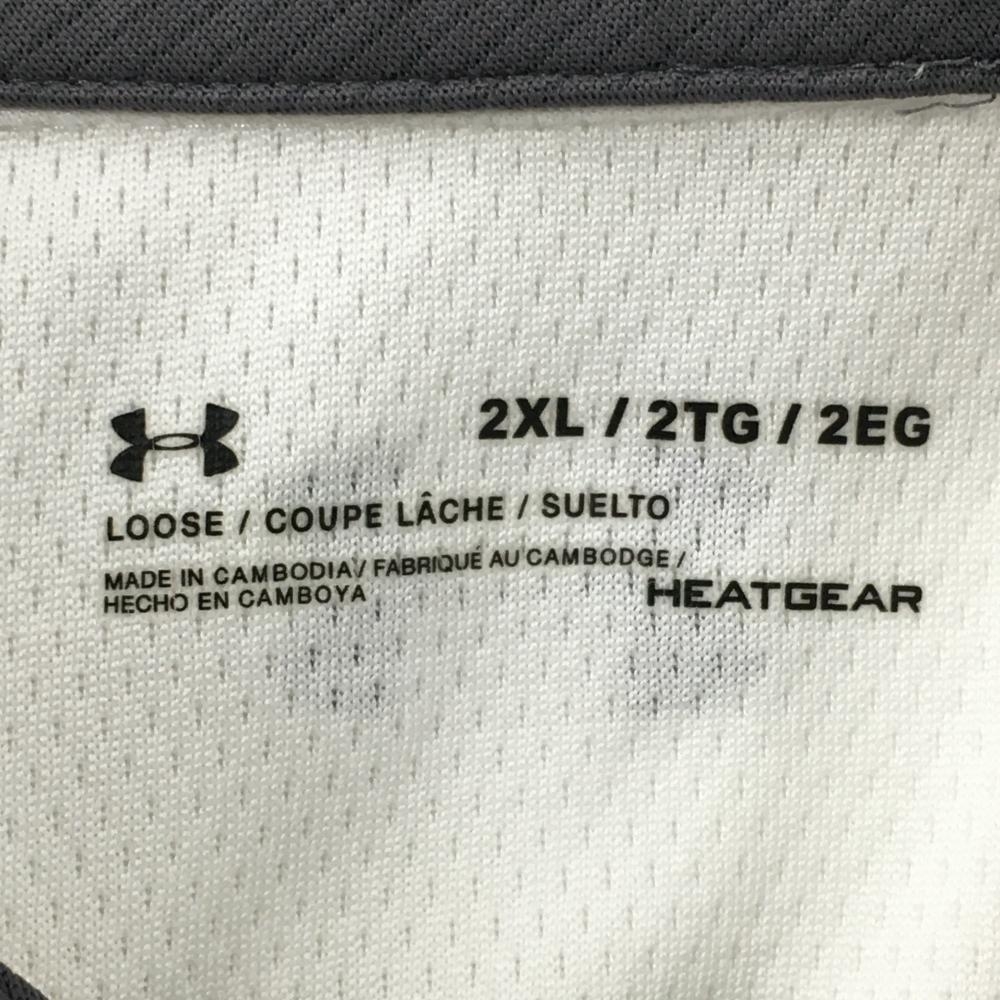 2XL / 2TG / 2EG
LOOSE / COUPE LÂCHE / SUELTO
MADE IN CAMBODIA / FABRIQUÉ AU CAMBODGE /
HECHO EN CAMBOYA
HEATGEAR